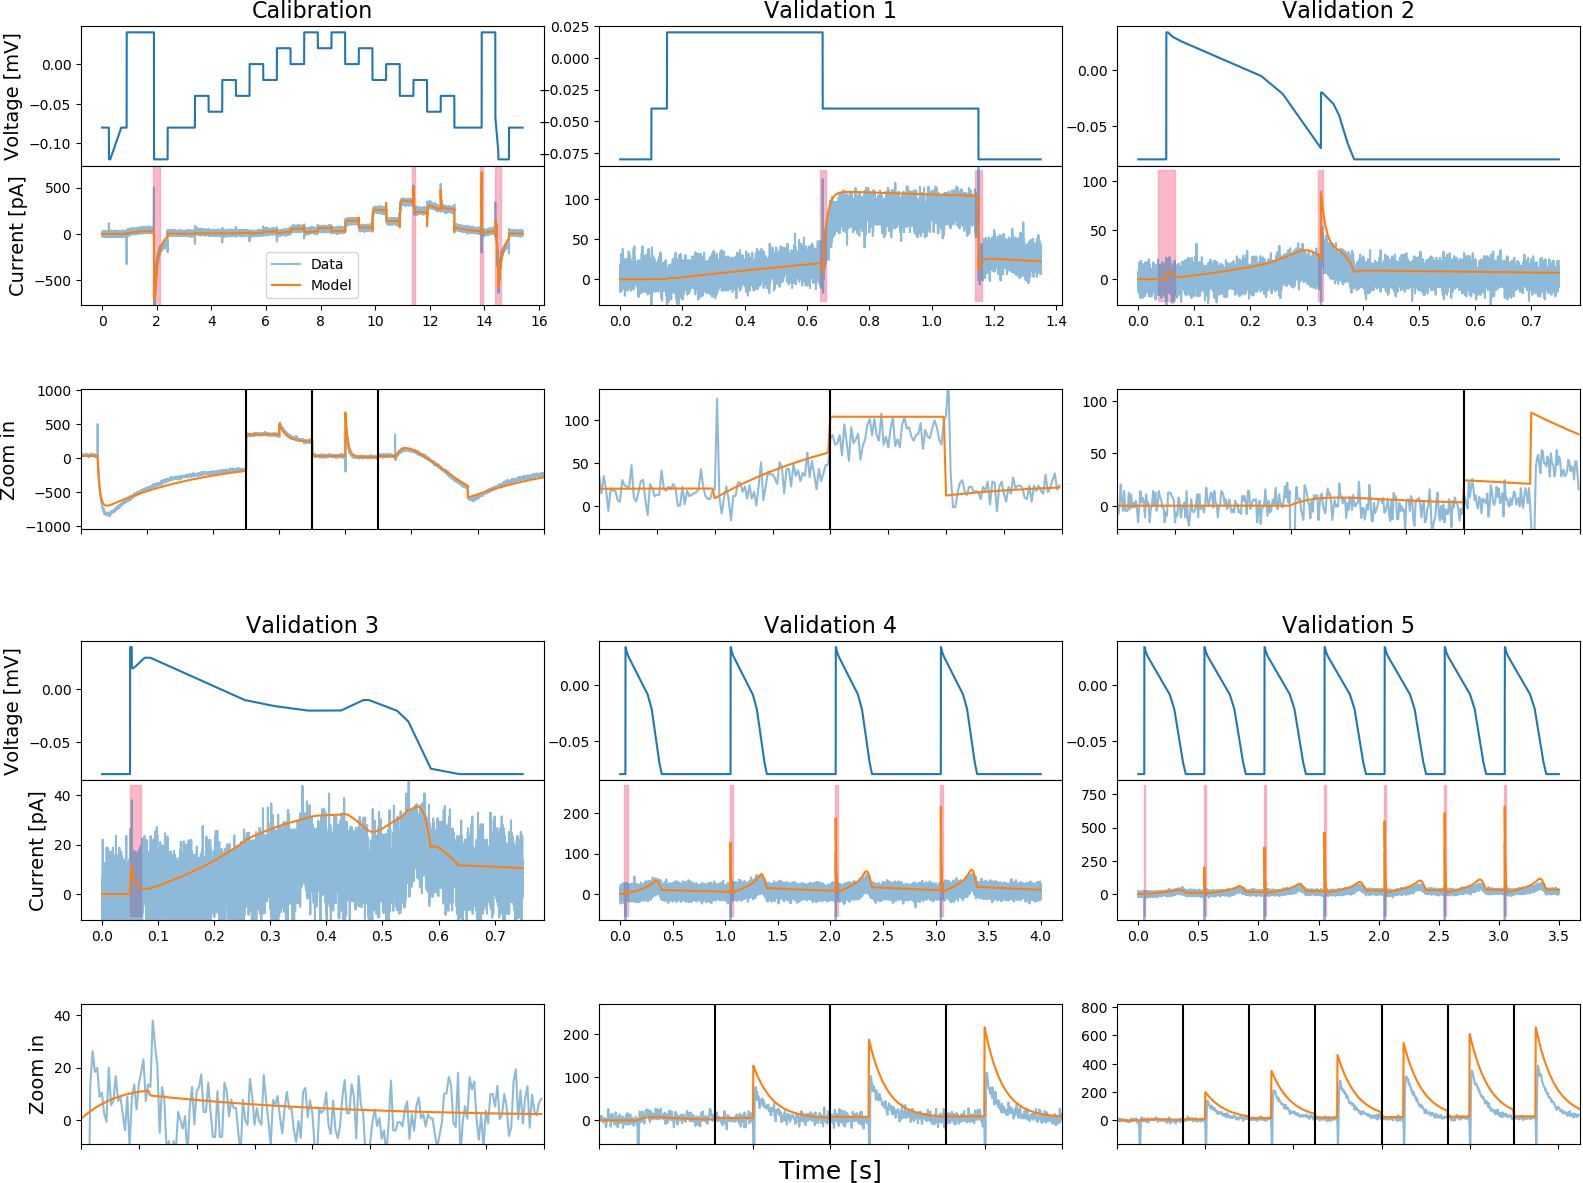 Calibration
Validation 1
Validation 2
Voltage [mV]
0.00
−0.05
−0.10
0.025
0.000
−0.025
−0.050
−0.075
0.00
−0.05
Current [pA]
500
0
−500
Data
Model
0 2 4 6 8 10 12 14 16
100
50
0
0.0 0.2 0.4 0.6 0.8 1.0 1.2 1.4
100
50
0
0.0 0.1 0.2 0.3 0.4 0.5 0.6 0.7
Zoom in
1000
500
0
−500
−1000
100
50
0
100
50
0
Validation 3
Validation 4
Validation 5
Voltage [mV]
0.00
−0.05
0.00
−0.05
0.00
−0.05
Current [pA]
40
20
0
0.0 0.1 0.2 0.3 0.4 0.5 0.6 0.7
200
100
0
0.0 0.5 1.0 1.5 2.0 2.5 3.0 3.5 4.0
750
500
250
0
0.0 0.5 1.0 1.5 2.0 2.5 3.0 3.5
Zoom in
40
20
0
200
100
0
800
600
400
200
0
Time [s]